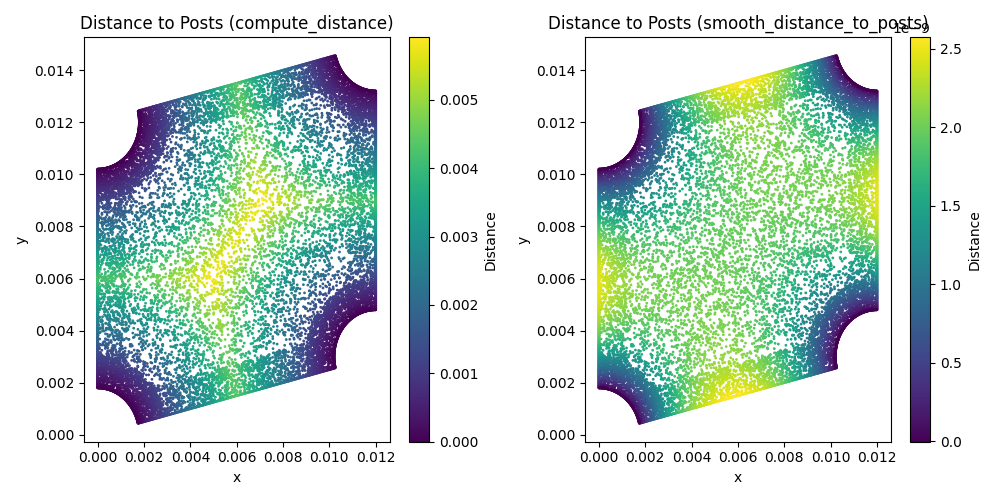 Distance to Posts (compute_distance)
0.014
0.012
0.010
0.008
0.006
0.004
0.002
0.000
y
0.000 0.002 0.004 0.006 0.008 0.010 0.012
x
0.005
0.004
0.003
0.002
0.001
0.000
Distance
Distance to Posts (smooth_distance_to_posts)
1e−9
0.014
0.012
0.010
0.008
0.006
0.004
0.002
0.000
y
0.000 0.002 0.004 0.006 0.008 0.010 0.012
x
2.5
2.0
1.5
1.0
0.5
0.0
Distance